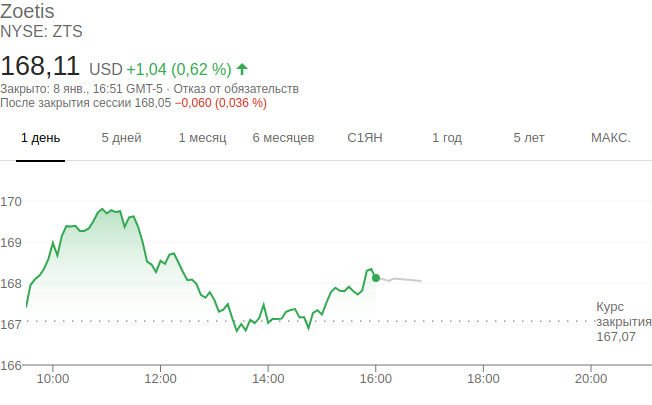 Zoetis
NYSE: ZTS
168,11 USD +1,04 (0,62 %)
Закрыто: 8 янв., 16:51 GMT-5 · Отказ от обязательств
После закрытия сессии 168,05 −0,060 (0,036 %)
1 день 5 дней 1 месяц 6 месяцев С1ЯН 1 год 5 лет МАКС.
170
169
168
Курс
167 закрытия
167,07
166
10:00 12:00 14:00 16:00 18:00 20:00